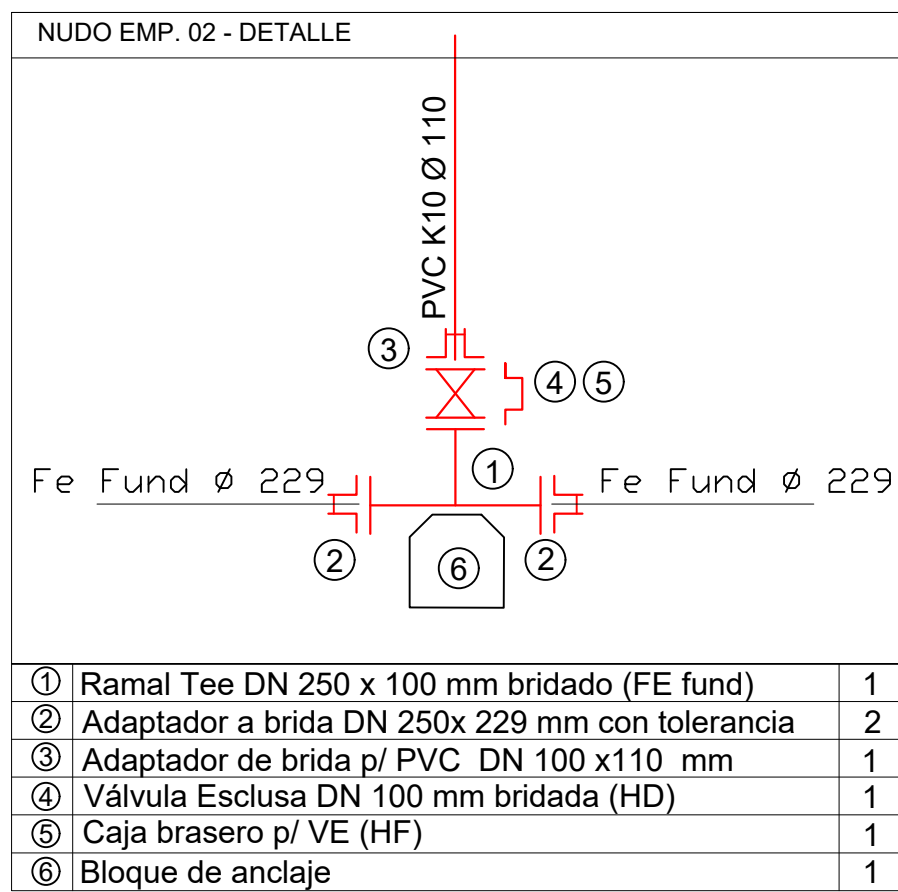 NUDO EMP. 02 - DETALLE
PVC K10 Ø 110
③
④ ⑤
①
Fe Fund Ø 229
Fe Fund Ø 229
②
②
⑥
① Ramal Tee DN 250 x 100 mm bridado (FE fund) 1
② Adaptador a brida DN 250x 229 mm con tolerancia 2
③ Adaptador de brida p/ PVC DN 100 x110 mm 1
④ Válvula Esclusa DN 100 mm bridada (HD) 1
⑤ Caja brasero p/ VE (HF) 1
⑥ Bloque de anclaje 1